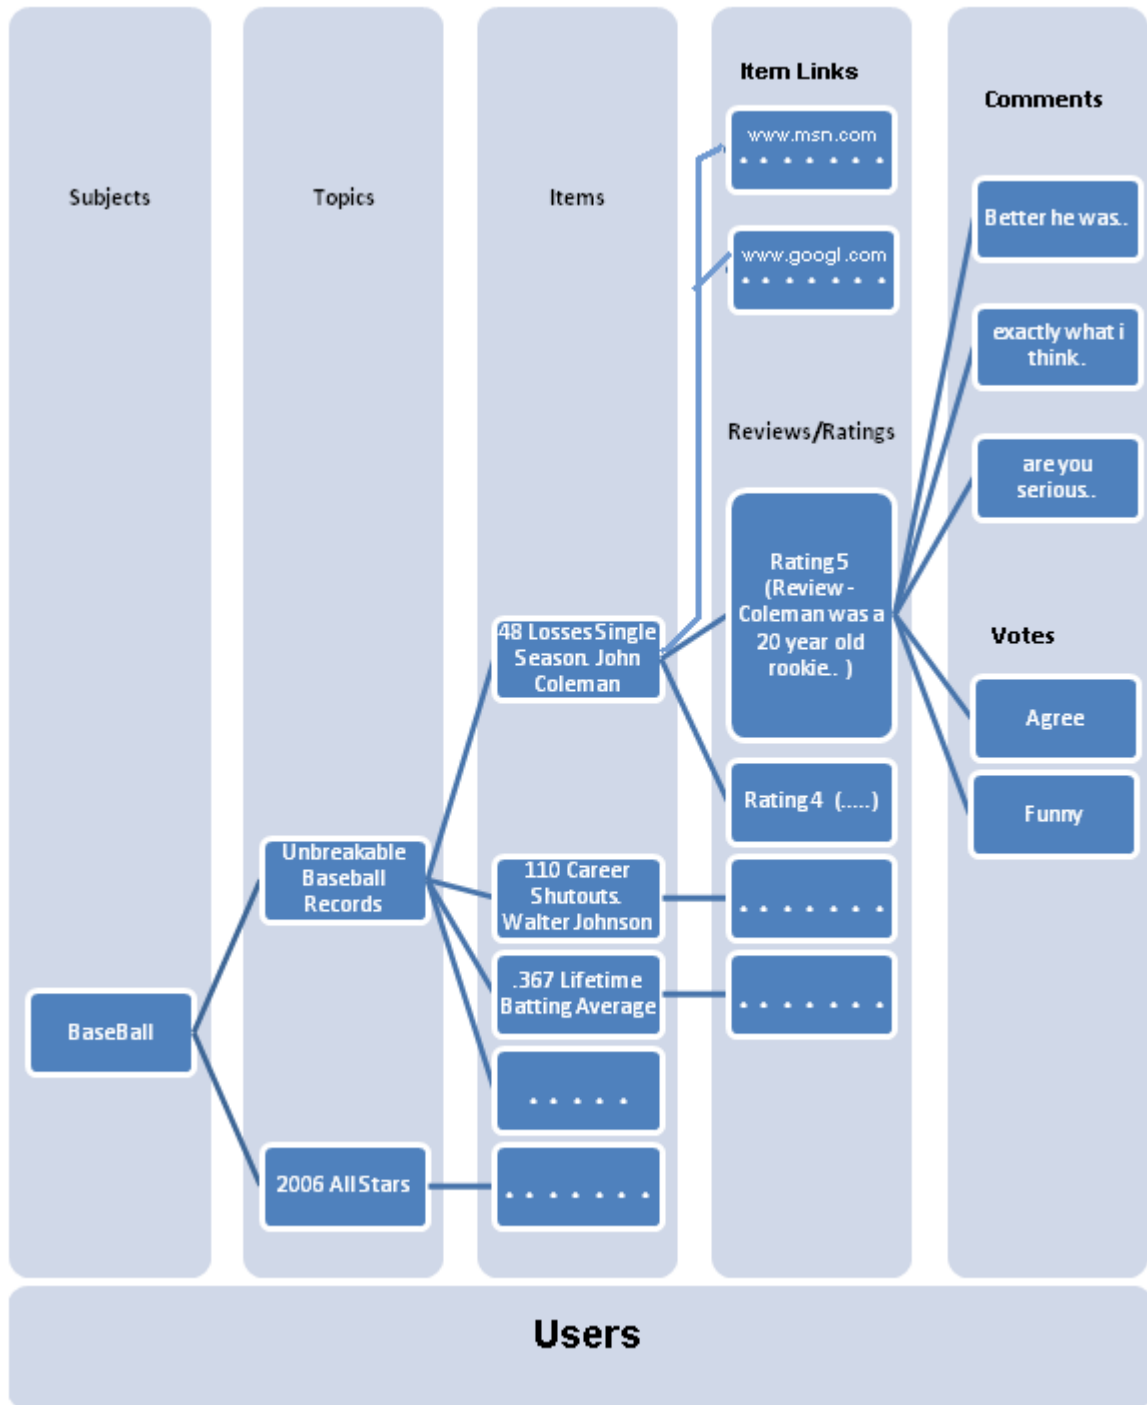 Subjects
Topics
Items
Item Links
www.msn.com
. . . . . . .
www.googl.com
. . . . . . .
Reviews/Ratings
Comments
Better he was..
exactly what i
think..
are you
serious..
Rating 5
(Review -
Coleman was a
20 year old
rookie.. )
Votes
Agree
Funny
48 Losses Single
Season. John
Coleman
Rating 4 (.....)
Unbreakable
Baseball
Records
110 Career
Shutouts.
Walter Johnson
. . . . . . .
.367 Lifetime
Batting Average
. . . . . . .
BaseBall
. . . . .
2006 All Stars
. . . . . . .
Users